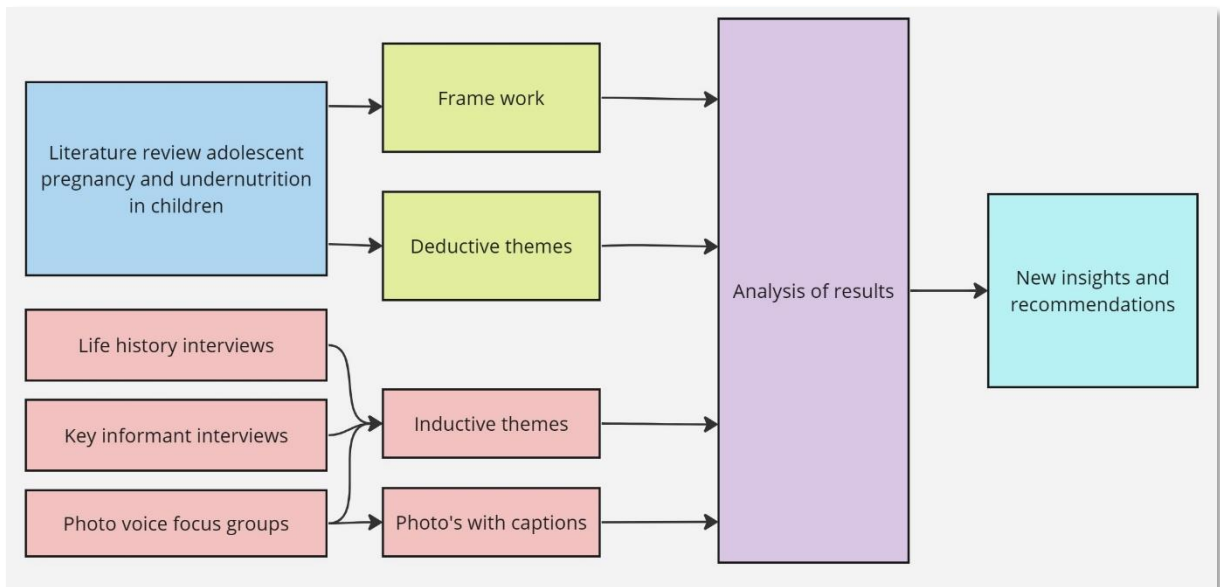 Literature review adolescent
pregnancy and undernutrition
in children
Frame work
Deductive themes
Life history interviews
Key informant interviews
Photo voice focus groups
Inductive themes
Photo's with captions
Analysis of results
New insights and
recommendations